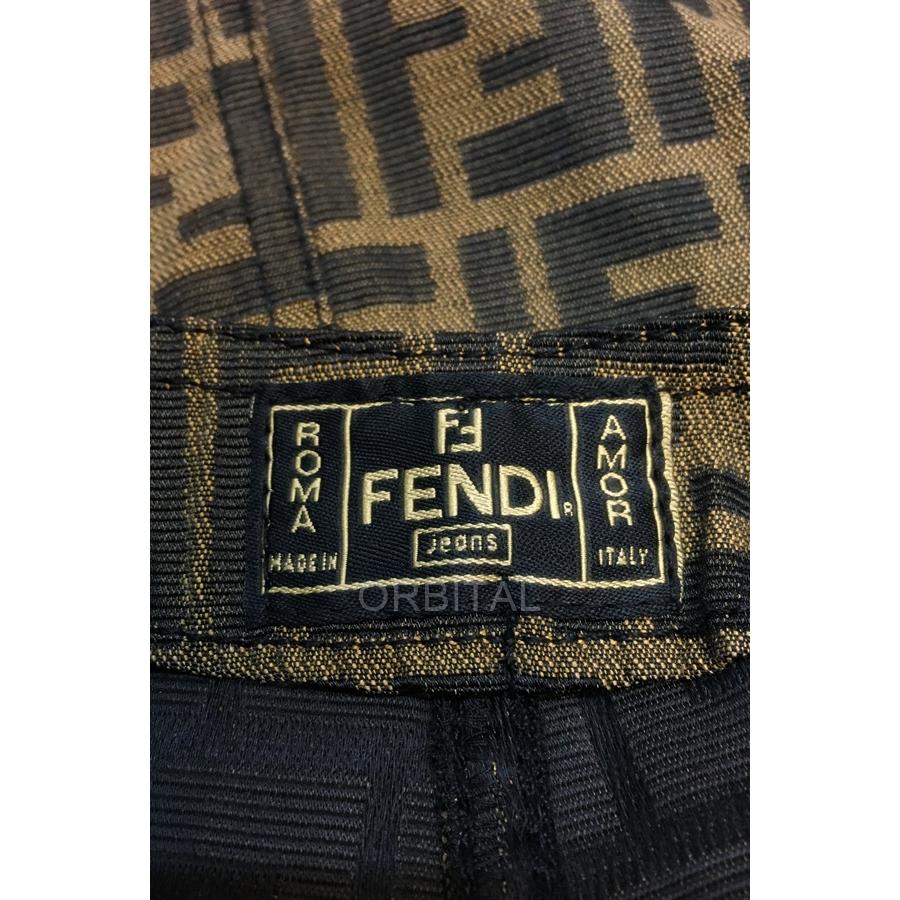 ROMA
MADE IN
FF
FENDI®
Jeans
AMOR
ITALY
ORBITAL